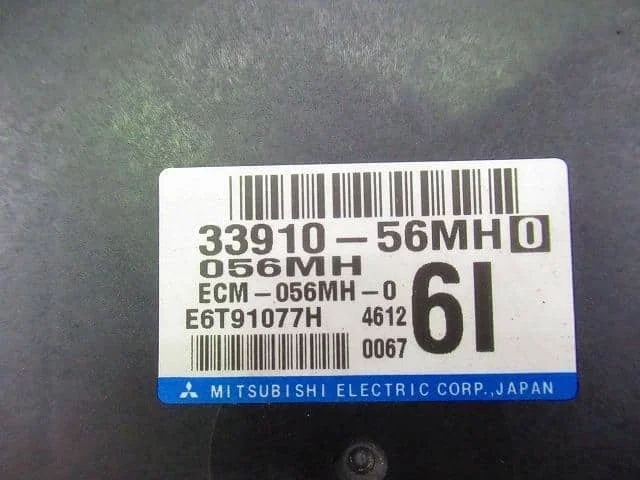 33910-56MH0
056MH
ECM-056MH-0
E6T91077H 4612
0067
6I
MITSUBISHI ELECTRIC CORP., JAPAN